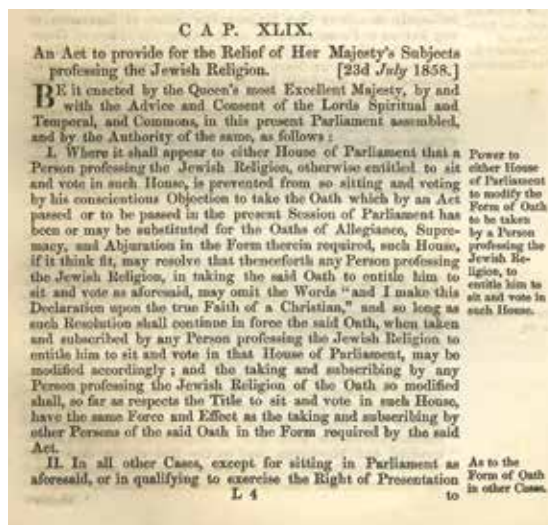 CAP. XLIX.
An Act to provide for the Relief of Her Majesty's Subjects
professing the Jewish Religion. [23d July 1858.]
BE it enacted by the Queen's most Excellent Majesty, by and
with the Advice and Consent of the Lords Spiritual and
Temporal, and Commons, in this present Parliament assembled,
and by the Authority of the same, as follows:
I. Where it shall appear to either House of Parliament that a
Person professing the Jewish Religion, otherwise entitled to sit
and vote in such House, is prevented from so sitting and voting
by his conscientious Objection to take the Oath which by an Act
passed or to be passed in the present Session of Parliament has
been or may be substituted for the Oaths of Allegiance, Supre-
macy, and Abjuration in the Form therein required, such House,
if it think fit, may resolve that thenceforth any Person professing
the Jewish Religion, in taking the said Oath to entitle him to
sit and vote as aforesaid, may omit the Words "and I make this
Declaration upon the true Faith of a Christian," and so long as
such Resolution shall continue in force the said Oath, when taken
and subscribed by any Person professing the Jewish Religion to
entitle him to sit and vote in that House of Parliament, may be
modified accordingly; and the taking and subscribing by any
Person professing the Jewish Religion of the Oath so modified
shall, so far as respects the Title to sit and vote in such House,
have the same Force and Effect as the taking and subscribing by
other Persons of the said Oath in the Form required by the said
Act.
Power to
either House
of Parliament
to modify the
Form of Oath
to be taken
by a Person
professing the
Jewish Re-
ligion, to
entitle him to
sit and vote in
such House.
II. In all other Cases, except for sitting in Parliament as
aforesaid, or in qualifying to exercise the Right of Presentation
As to the
Form of Oath
in other Cases.
L 4
to